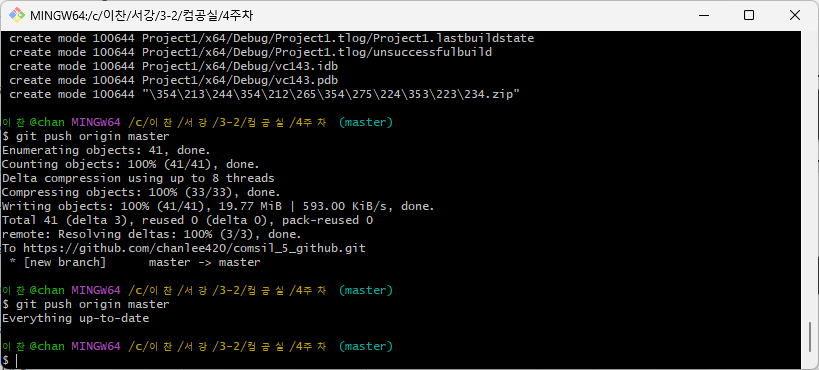 MINGW64:/c/이찬/서강/3-2/컴공실/4주차
create mode 100644 Project1/x64/Debug/Project1.tlog/Project1.lastbuildstate
create mode 100644 Project1/x64/Debug/Project1.tlog/unsuccessfulbuild
create mode 100644 Project1/x64/Debug/vc143.idb
create mode 100644 Project1/x64/Debug/vc143.pdb
create mode 100644 "\354\213\244\354\212\265\354\275\224\353\223\234.zip"
이찬@chan MINGW64 /c/이찬/서강/3-2/컴공실/4주차 (master)
$ git push origin master
Enumerating objects: 41, done.
Counting objects: 100% (41/41), done.
Delta compression using up to 8 threads
Compressing objects: 100% (33/33), done.
Writing objects: 100% (41/41), 19.77 MiB | 593.00 KiB/s, done.
Total 41 (delta 3), reused 0 (delta 0), pack-reused 0
remote: Resolving deltas: 100% (3/3), done.
To https://github.com/chanlee420/comsil_5_github.git
* [new branch]      master -> master
이찬@chan MINGW64 /c/이찬/서강/3-2/컴공실/4주차 (master)
$ git push origin master
Everything up-to-date
이찬@chan MINGW64 /c/이찬/서강/3-2/컴공실/4주차 (master)
$